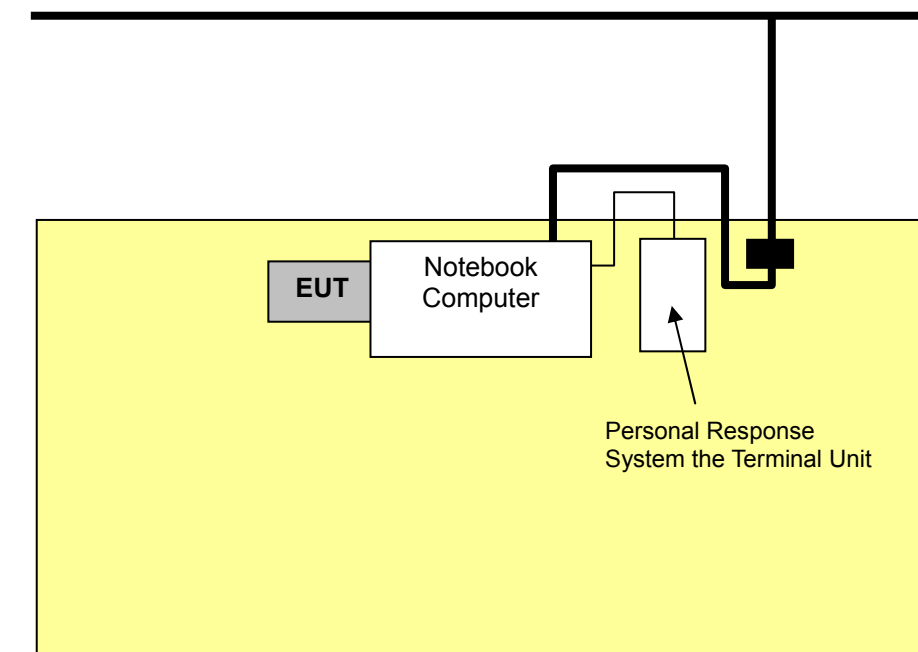 EUT
Notebook
Computer
Personal Response
System the Terminal Unit